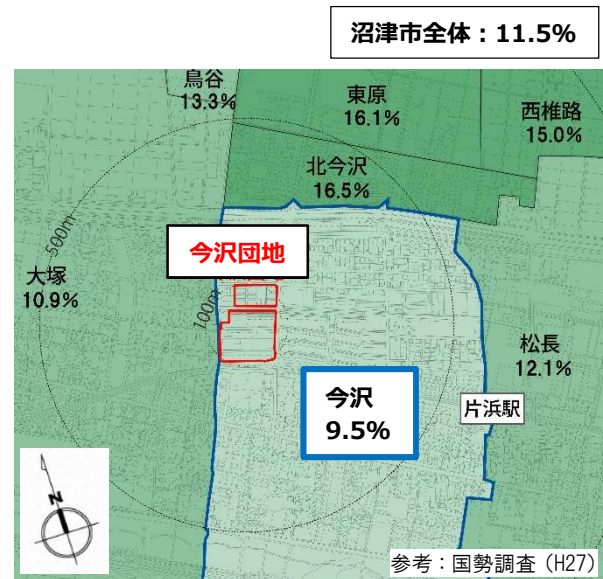 沼津市全体：11.5%
鳥谷
13.3%
東原
16.1%
西椎路
15.0%
北今沢
16.5%
500m
今沢団地
大塚
10.9%
100m
松長
12.1%
今沢
9.5%
片浜駅
N
参考：国勢調査（H27）